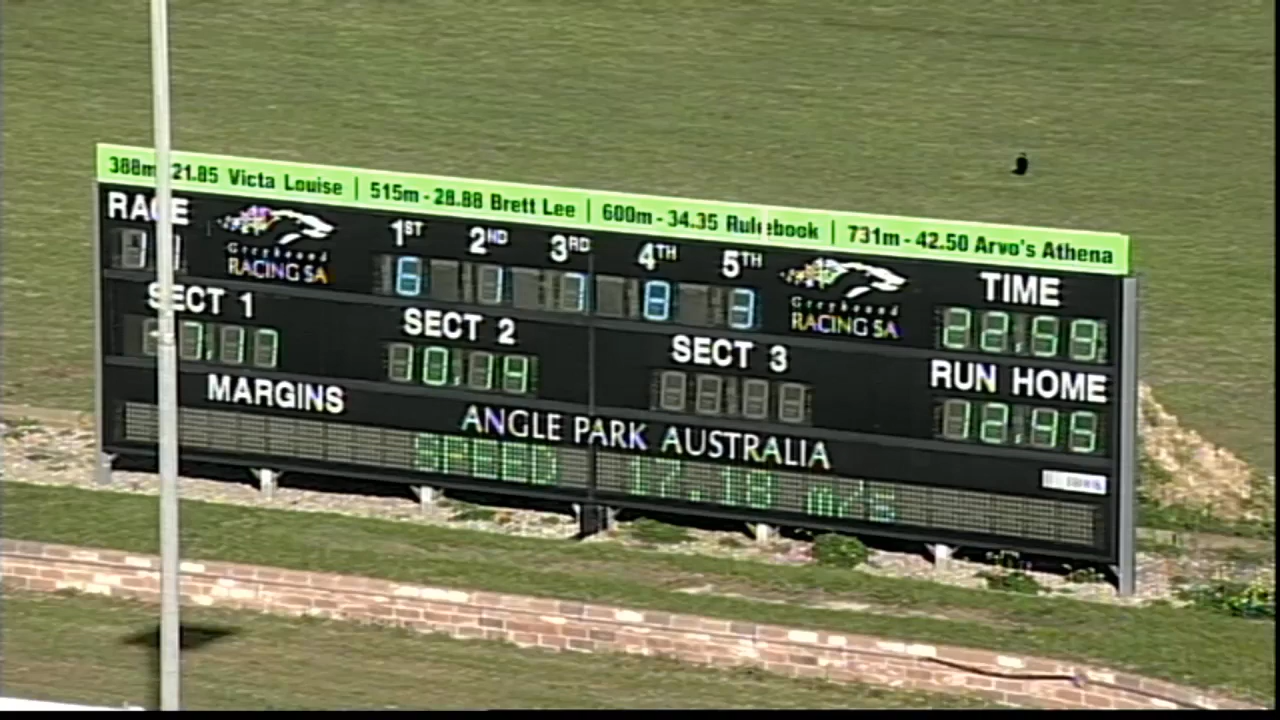 388m 21.85 Victa Louise | 515m - 28.88 Brett Lee | 600m - 34.35 Rulebook | 731m - 42.50 Arvo's Athena
RACE
Greyhound
RACING SA
1ST 2ND 3RD 4TH 5TH
1 7 8 3
Greyhound
RACING SA
TIME
22.59
SECT 1
SECT 2
10.14
SECT 3
RUN HOME
12.45
MARGINS
ANGLE PARK AUSTRALIA
SPEED 17.18 m/s